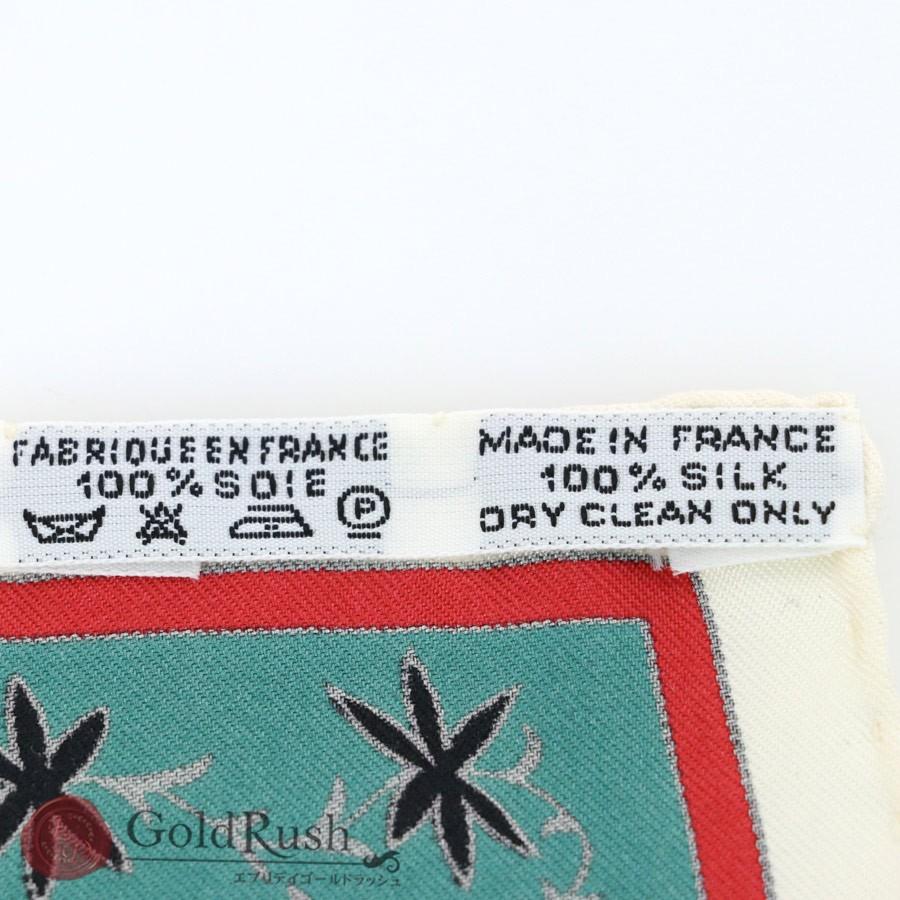 FABRIQUE EN FRANCE
100% SOIE
P
MADE IN FRANCE
100% SILK
DRY CLEAN ONLY
GoldRush
エブリデイゴールドラッシュ